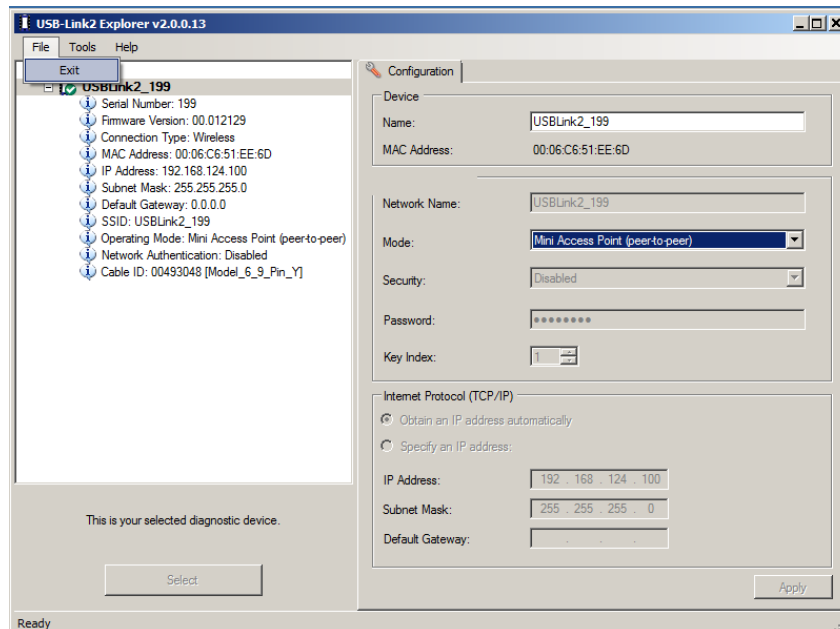 USB-Link2 Explorer v2.0.0.13
File Tools Help
Exit
USBLink2_199
Serial Number: 199
Firmware Version: 00.012129
Connection Type: Wireless
MAC Address: 00:06:C6:51:EE:6D
IP Address: 192.168.124.100
Subnet Mask: 255.255.255.0
Default Gateway: 0.0.0.0
SSID: USBLink2_199
Operating Mode: Mini Access Point (peer-to-peer)
Network Authentication: Disabled
Cable ID: 00493048 [Model_6_9_Pin_Y]
This is your selected diagnostic device.
Select
Configuration
Device
Name: USBLink2_199
MAC Address: 00:06:C6:51:EE:6D
Network Name: USBLink2_199
Mode: Mini Access Point (peer-to-peer)
Security: Disabled
Password: ••••••••
Key Index: 1
Internet Protocol (TCP/IP)
Obtain an IP address automatically
Specify an IP address:
IP Address: 192 . 168 . 124 . 100
Subnet Mask: 255 . 255 . 255 . 0
Default Gateway: . . .
Apply
Ready